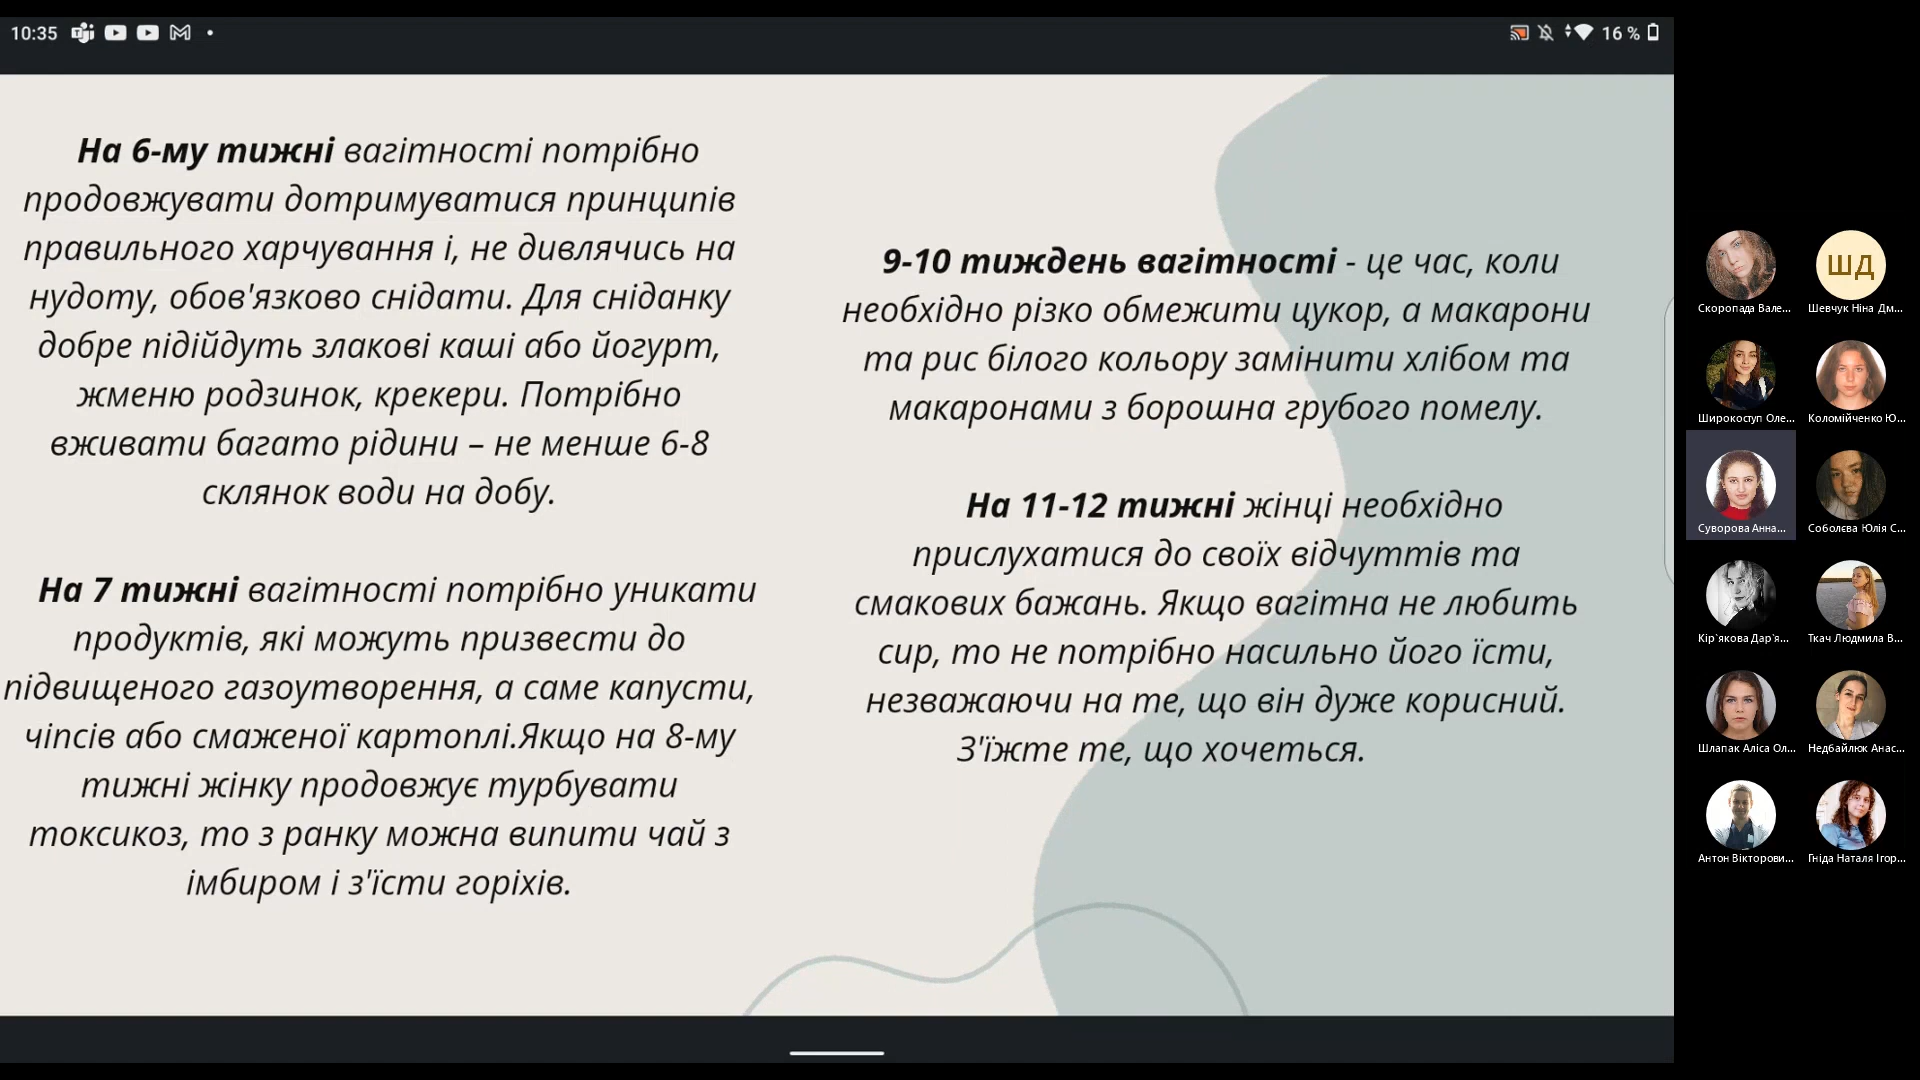 10:35
16 %
На 6-му тижні вагітності потрібно
продовжувати дотримуватися принципів
правильного харчування і, не дивлячись на
нудоту, обов'язково снідати. Для сніданку
добре підійдуть злакові каші або йогурт,
жменю родзинок, крекери. Потрібно
вживати багато рідини – не менше 6-8
склянок води на добу.
На 7 тижні вагітності потрібно уникати
продуктів, які можуть призвести до
підвищеного газоутворення, а саме капусти,
чіпсів або смаженої картоплі.Якщо на 8-му
тижні жінку продовжує турбувати
токсикоз, то з ранку можна випити чай з
імбиром і з'їсти горіхів.
9-10 тиждень вагітності - це час, коли
необхідно різко обмежити цукор, а макарони
та рис білого кольору замінити хлібом та
макаронами з борошна грубого помелу.
На 11-12 тижні жінці необхідно
прислухатися до своїх відчуттів та
смакових бажань. Якщо вагітна не любить
сир, то не потрібно насильно його їсти,
незважаючи на те, що він дуже корисний.
З'їжте те, що хочеться.
ШД
Скоропада Вале...
Шевчук Ніна Дм...
Широкоступ Оле...
Коломійченко Ю...
Суворова Анна...
Соболєва Юлія С...
Кір`якова Дар'я...
Ткач Людмила В...
Шлапак Аліса Ол...
Недбайлюк Анас...
Антон Вікторови...
Гніда Наталя Ігор...